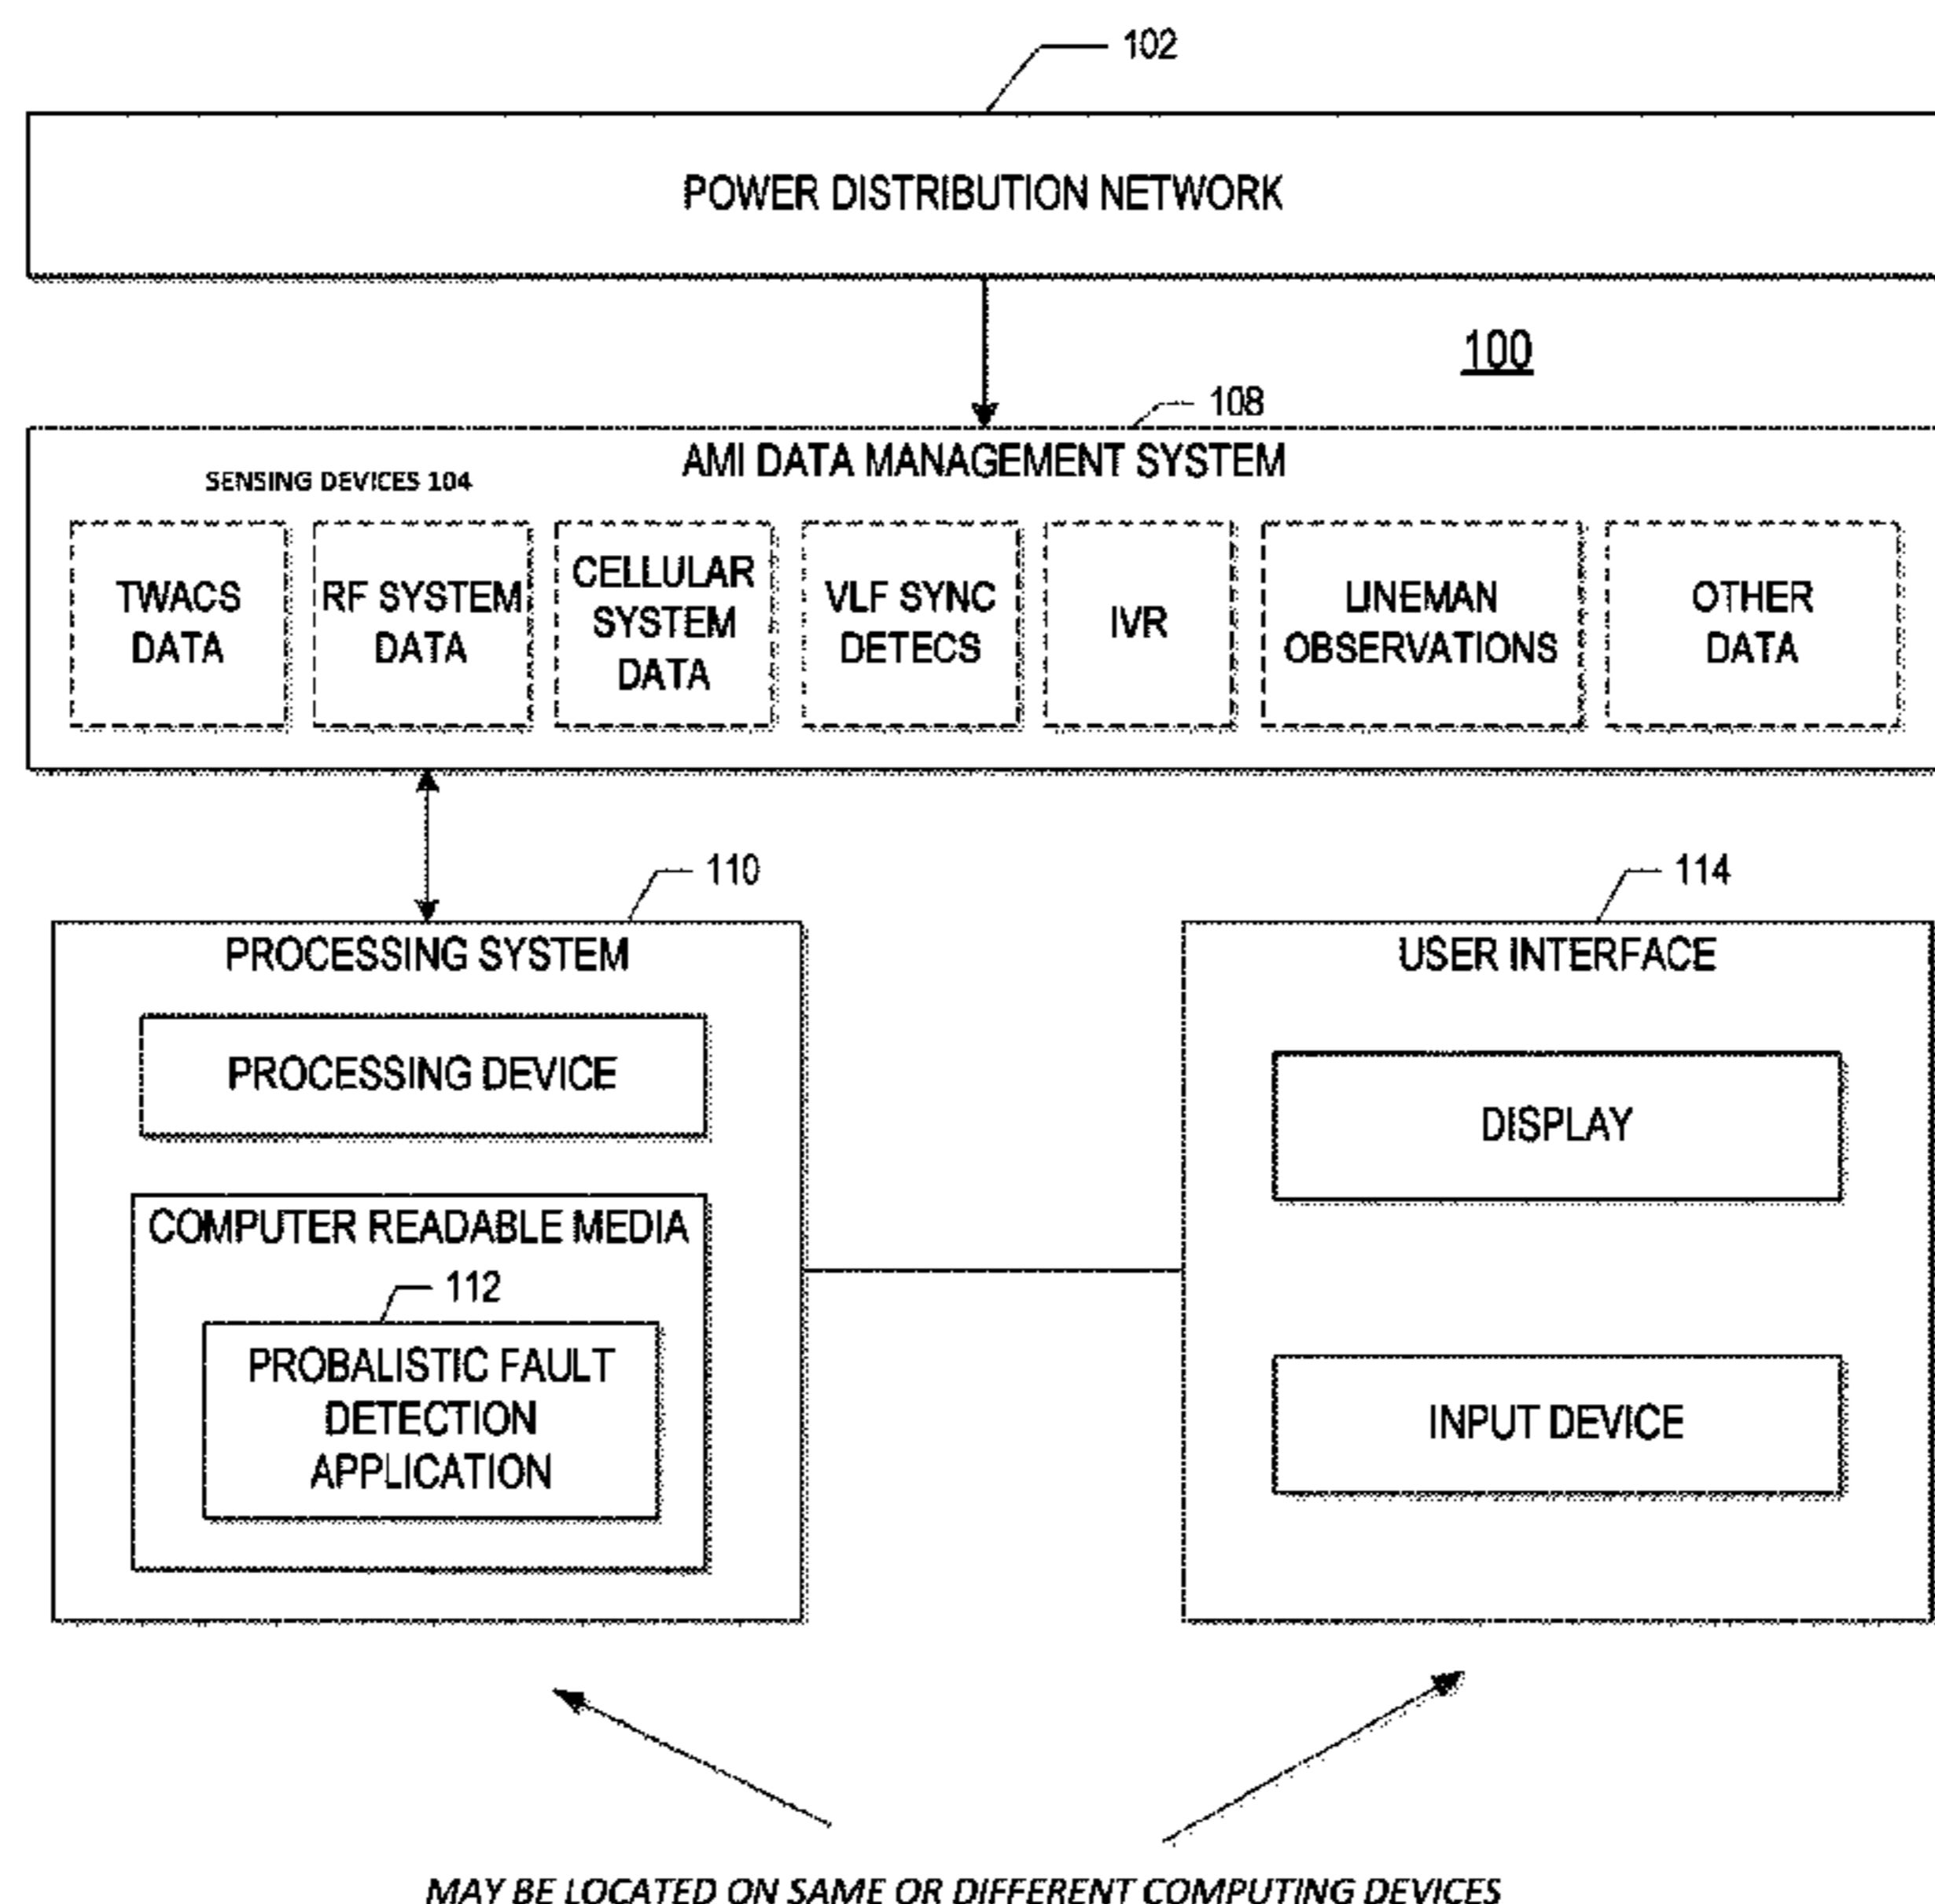 102
POWER DISTRIBUTION NETWORK
100
108
AMI DATA MANAGEMENT SYSTEM
SENSING DEVICES 104
TWACS
DATA
RF SYSTEM
DATA
CELLULAR
SYSTEM
DATA
VLF SYNC
DETECS
IVR
LINEMAN
OBSERVATIONS
OTHER
DATA
110
PROCESSING SYSTEM
PROCESSING DEVICE
COMPUTER READABLE MEDIA
112
PROBALISTIC FAULT
DETECTION
APPLICATION
114
USER INTERFACE
DISPLAY
INPUT DEVICE
MAY BE LOCATED ON SAME OR DIFFERENT COMPUTING DEVICES